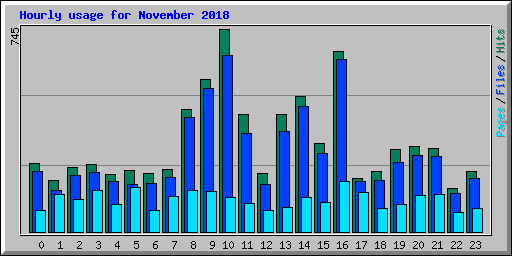 Hourly usage for November 2018
745
Pages / Files / Hits
0 1 2 3 4 5 6 7 8 9 10 11 12 13 14 15 16 17 18 19 20 21 22 23